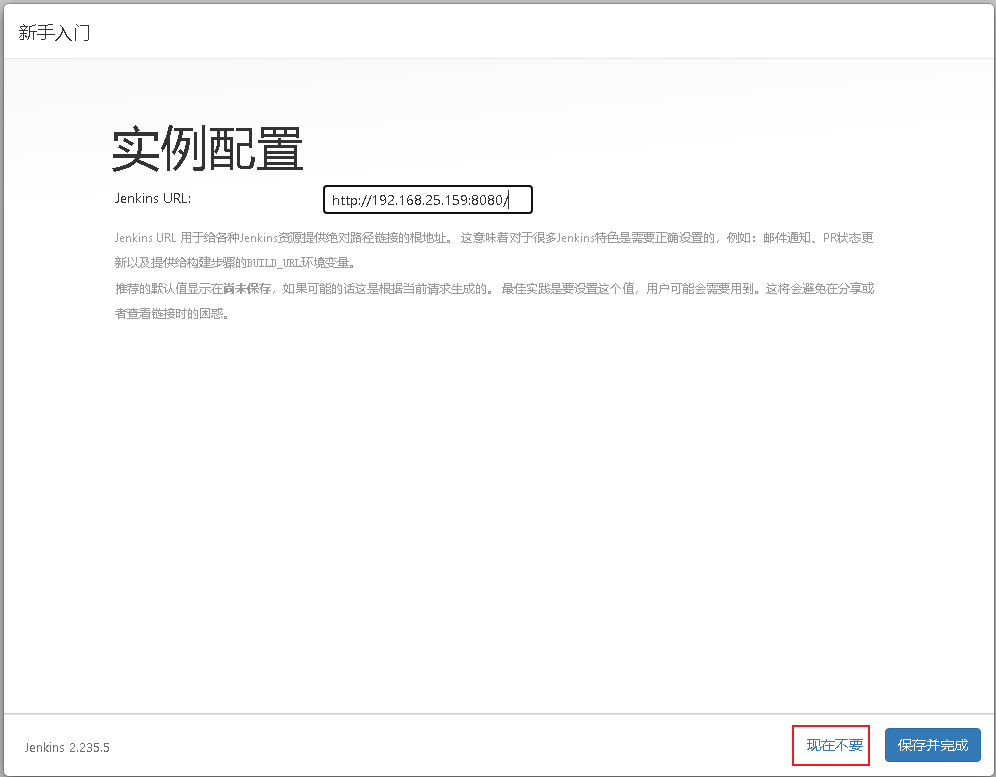 新手入门
实例配置
Jenkins URL:
http://192.168.25.159:8080/
Jenkins URL 用于给各种Jenkins资源提供绝对路径链接的根地址。 这意味着对于很多Jenkins特色是需要正确设置的，例如：邮件通知、PR状态更
新以及提供给构建步骤的BUILD_URL环境变量。
推荐的默认值显示在尚未保存，如果可能的话这是根据当前请求生成的。 最佳实践是要设置这个值，用户可能会需要用到。这将会避免在分享或
者查看链接时的困惑。
Jenkins 2.235.5
现在不要
保存并完成